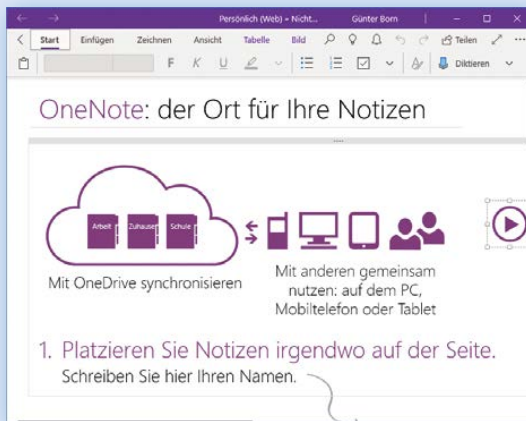 Persönlich (Web) » Nicht... Günter Born
Start Einfügen Zeichnen Ansicht Tabelle Bild Teilen
F K U Diktieren
OneNote: der Ort für Ihre Notizen
Arbeit Zuhause Schule
Mit OneDrive synchronisieren
Mit anderen gemeinsam
nutzen: auf dem PC,
Mobiltelefon oder Tablet
1. Platzieren Sie Notizen irgendwo auf der Seite.
Schreiben Sie hier Ihren Namen.